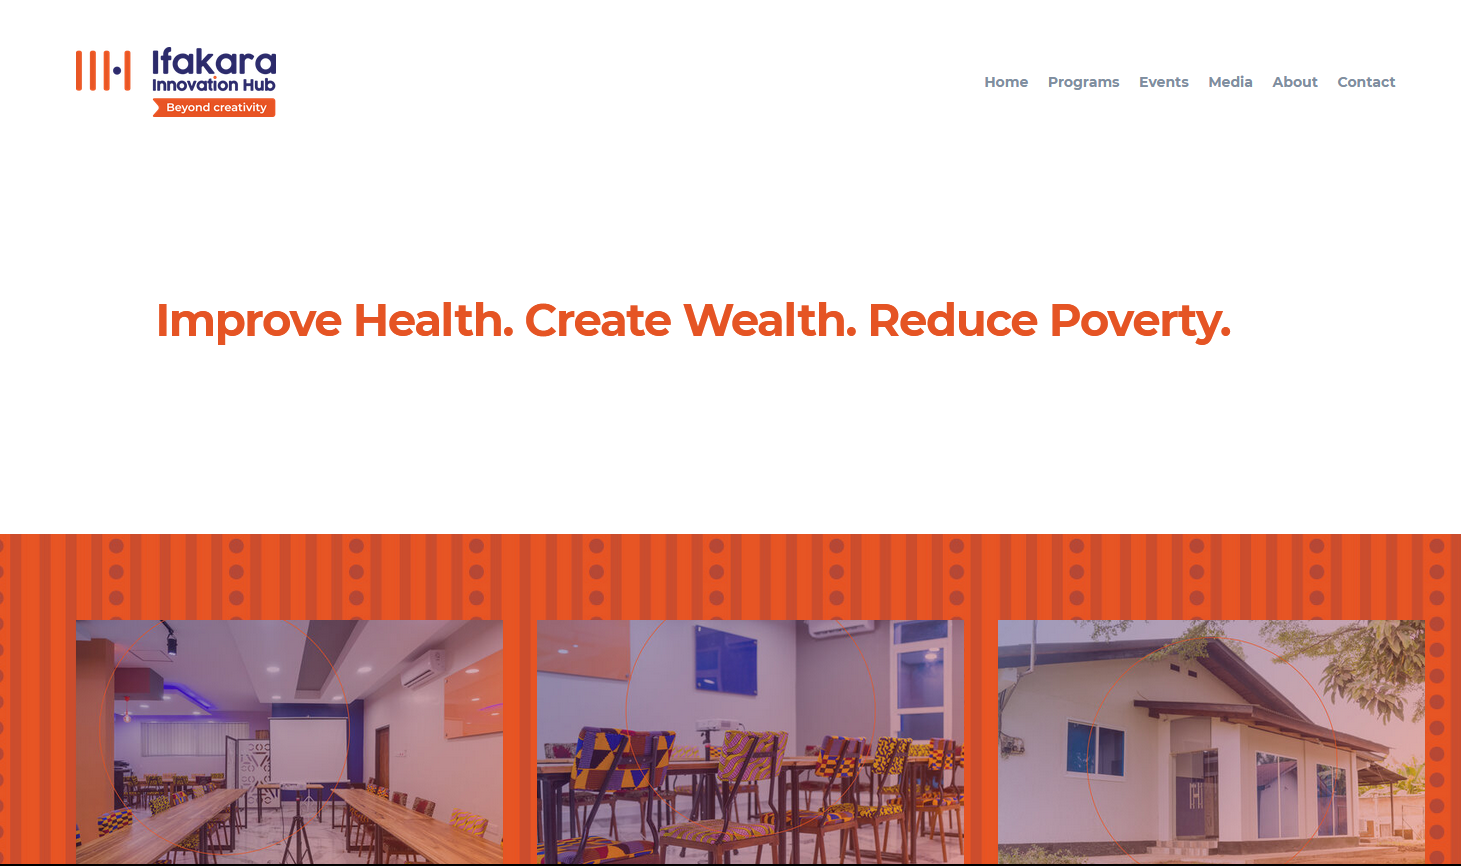 Ifakara
Innovation Hub
Beyond creativity
Home Programs Events Media About Contact
Improve Health. Create Wealth. Reduce Poverty.